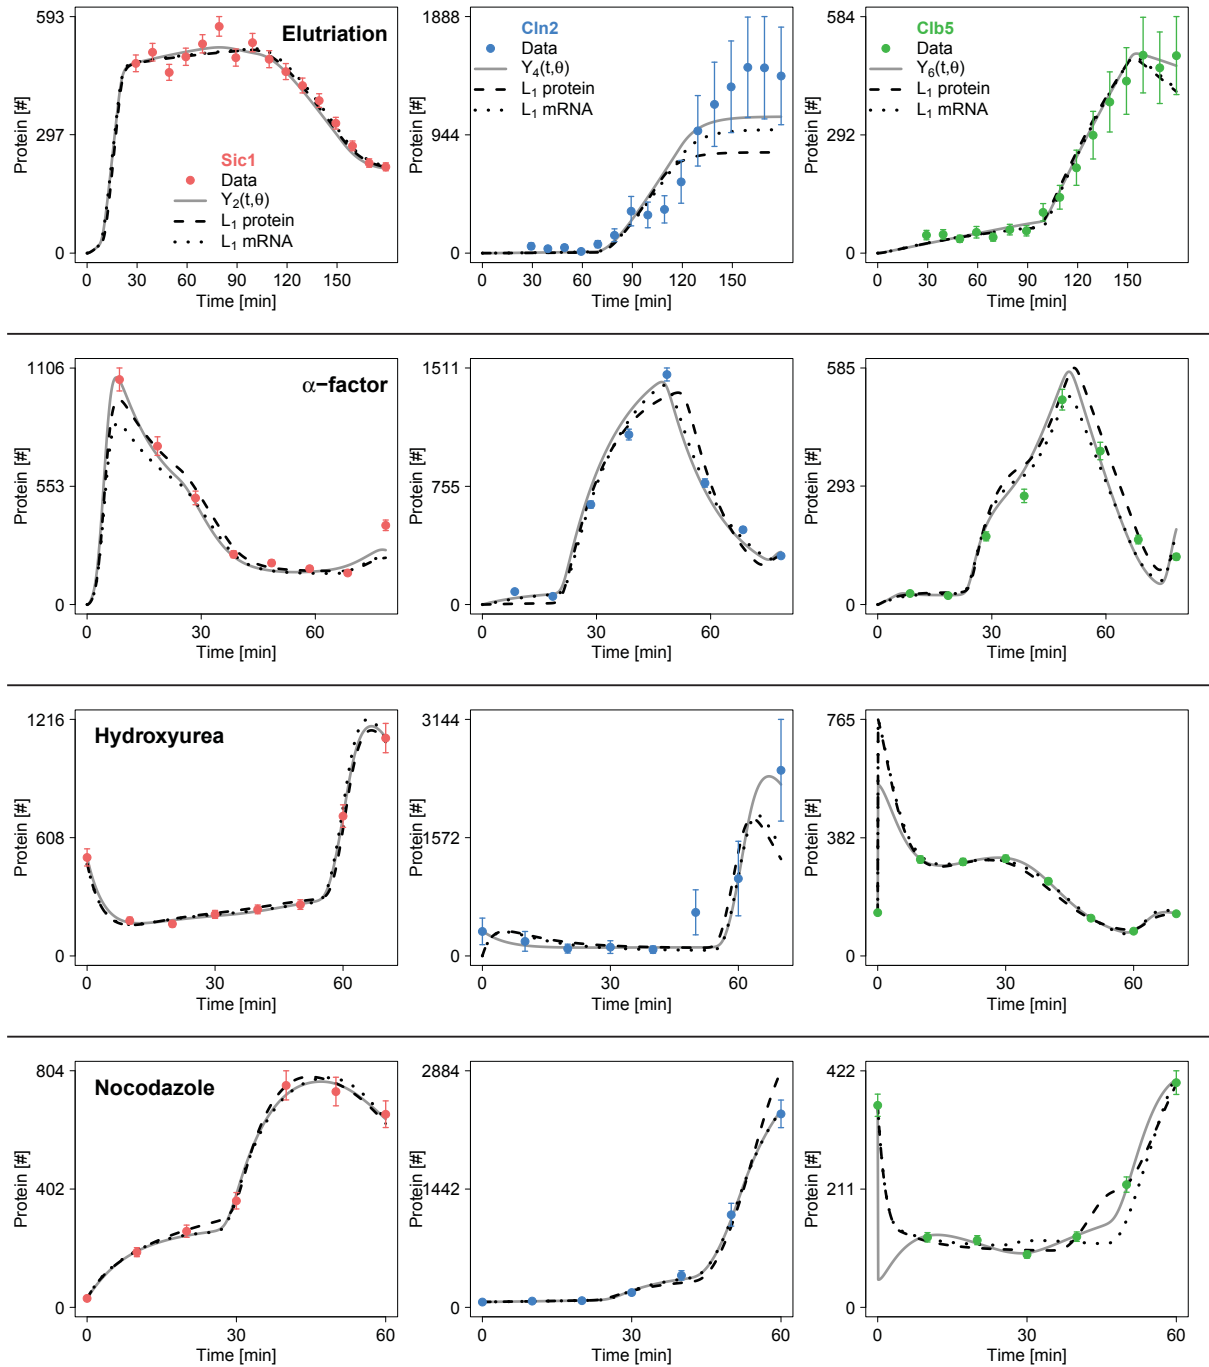 Elutriation
Protein [#]
593
297
0
Sic1
Data
Y2(t,θ)
L1 protein
L1 mRNA
0 30 60 90 120 150
Time [min]
Protein [#]
1888
944
0
Cln2
Data
Y4(t,θ)
L1 protein
L1 mRNA
0 30 60 90 120 150
Time [min]
Protein [#]
584
292
0
Clb5
Data
Y6(t,θ)
L1 protein
L1 mRNA
0 30 60 90 120 150
Time [min]
α−factor
Protein [#]
1106
553
0
0 30 60
Time [min]
Protein [#]
1511
755
0
0 30 60
Time [min]
Protein [#]
585
293
0
0 30 60
Time [min]
Hydroxyurea
Protein [#]
1216
608
0
0 30 60
Time [min]
Protein [#]
3144
1572
0
0 30 60
Time [min]
Protein [#]
765
382
0
0 30 60
Time [min]
Nocodazole
Protein [#]
804
402
0
0 30 60
Time [min]
Protein [#]
2884
1442
0
0 30 60
Time [min]
Protein [#]
422
211
0
0 30 60
Time [min]